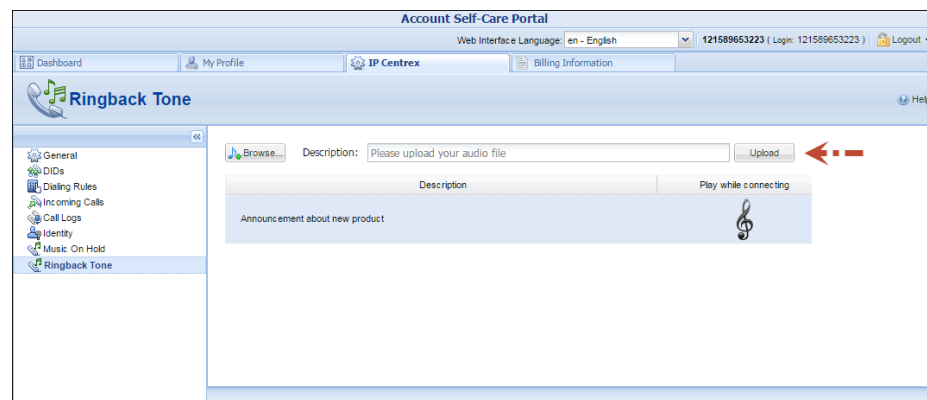 Account Self-Care Portal
Web Interface Language: en - English 121589653223 ( Login: 121589653223 ) Logout
Dashboard My Profile IP Centrex Billing Information
Ringback Tone
Help
General
DIDs
Dialing Rules
Incoming Calls
Call Logs
Identity
Music On Hold
Ringback Tone
Browse... Description: Please upload your audio file Upload
Description Play while connecting
Announcement about new product